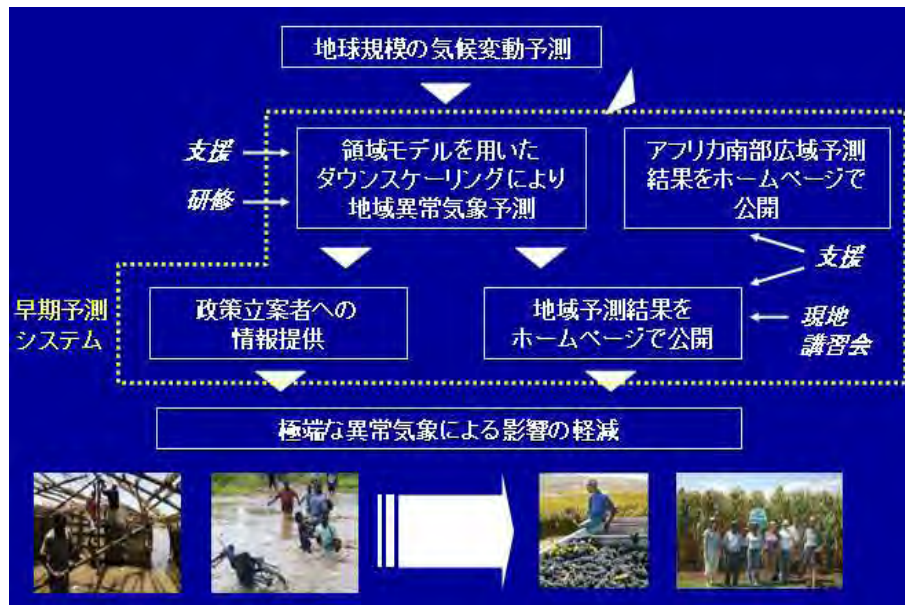 地球規模の気候変動予測
支援
研修
領域モデルを用いた
ダウンスケーリングにより
地域異常気象予測
アフリカ南部広域予測
結果をホームページで
公開
支援
早期予測
システム
政策立案者への
情報提供
地域予測結果を
ホームページで公開
現地
講習会
極端な異常気象による影響の軽減